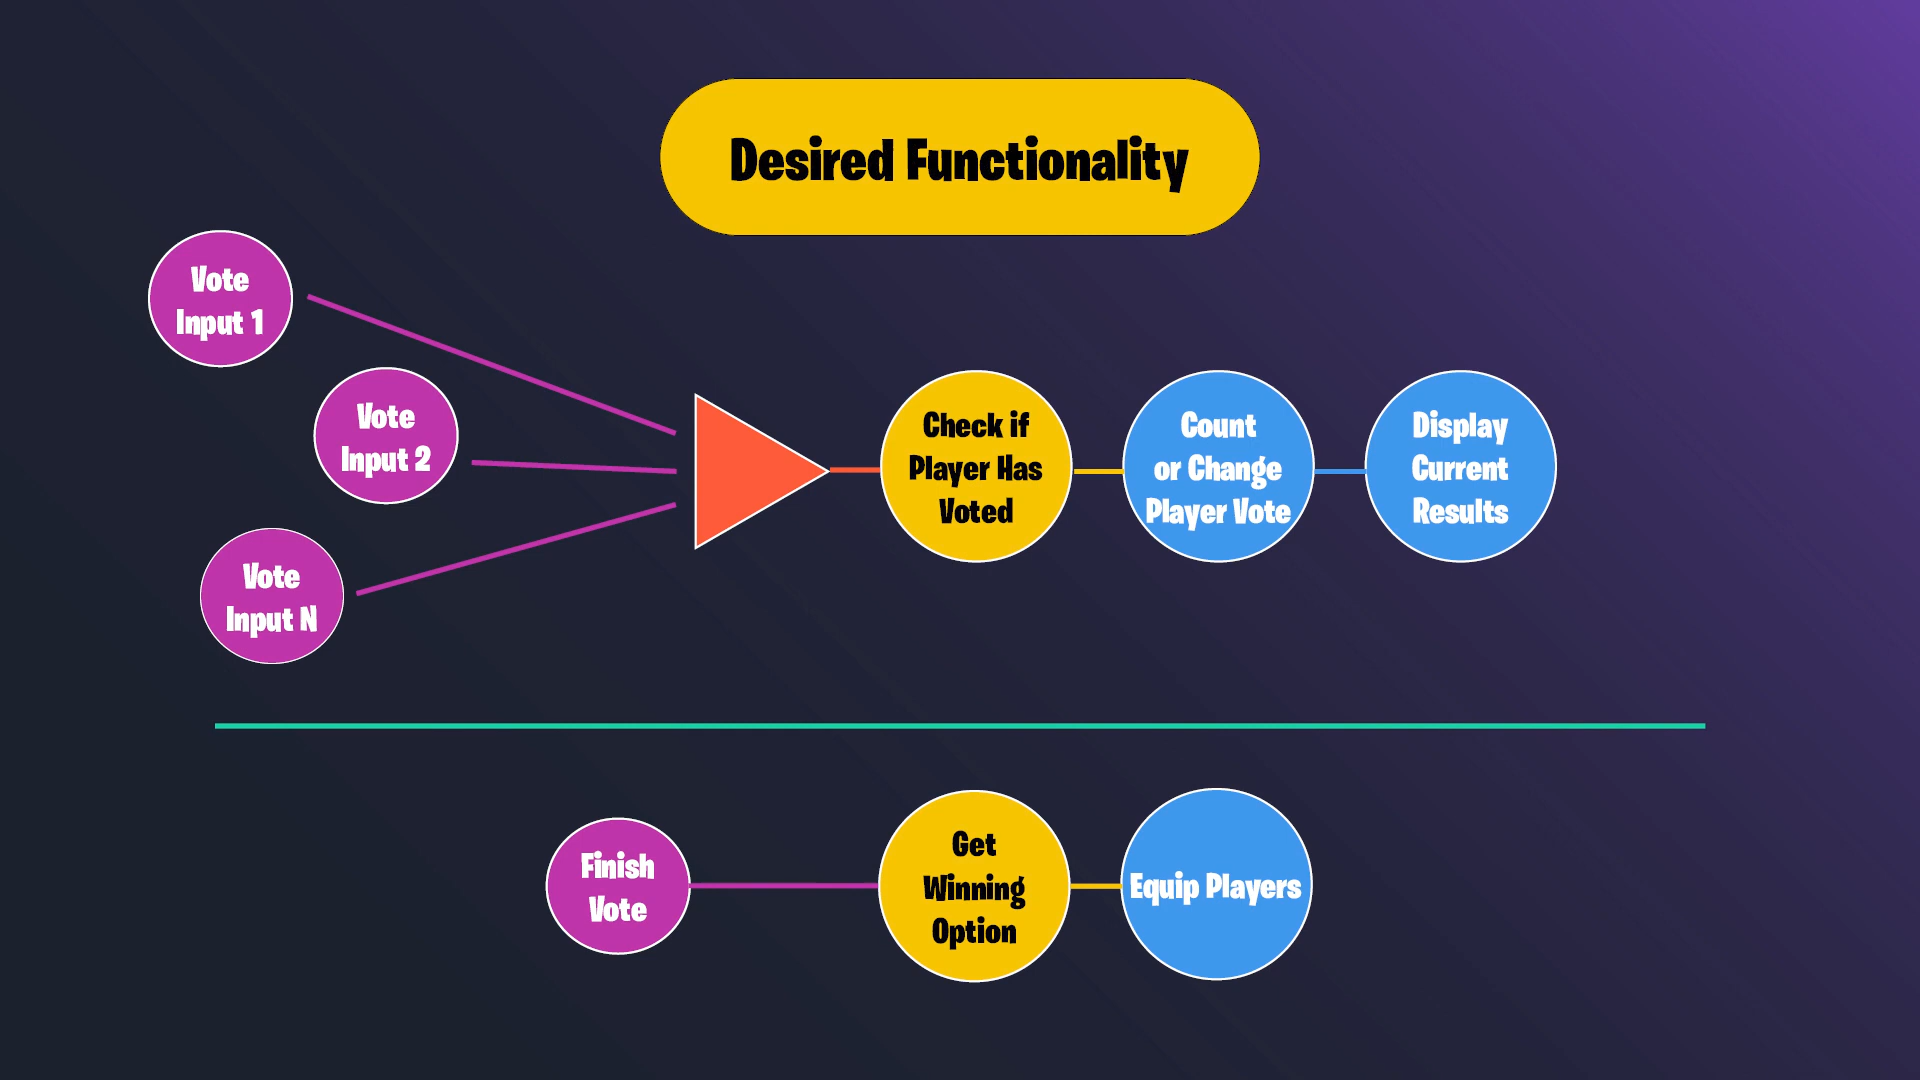 Desired Functionality
Vote
Input 1
Vote
Input 2
Vote
Input N
Check if
Player Has
Voted
Count
or Change
Player Vote
Display
Current
Results
Finish
Vote
Get
Winning
Option
Equip Players